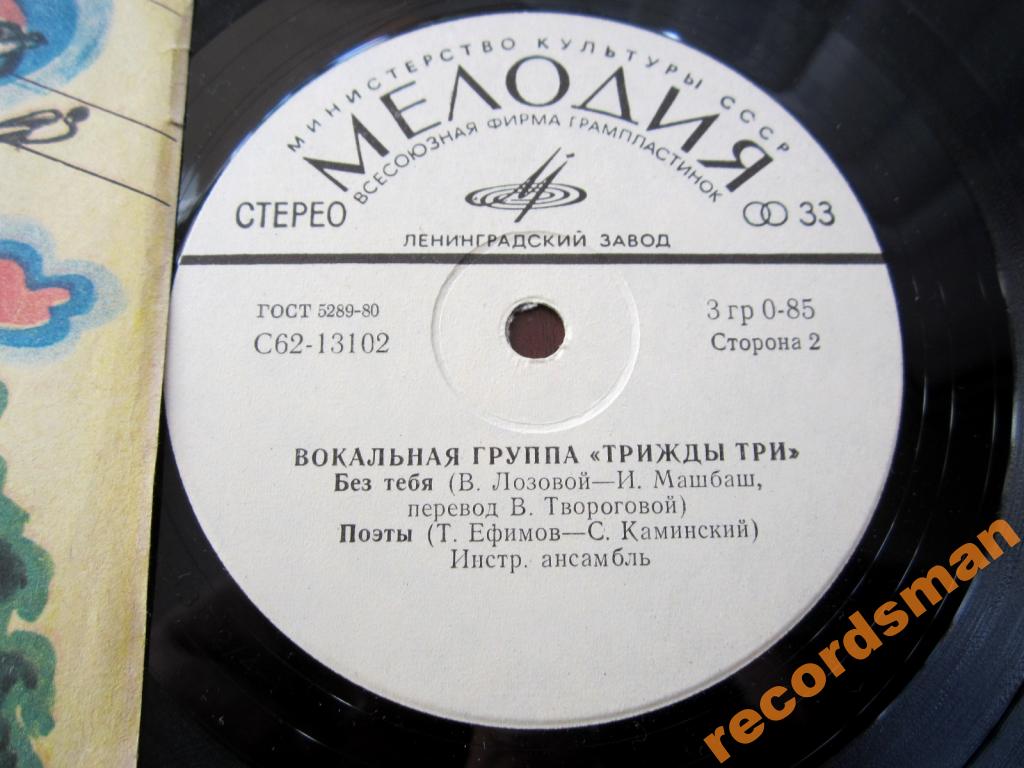 МИНИСТЕРСТВО КУЛЬТУРЫ СССР
МЕЛОДИЯ
ВСЕСОЮЗНАЯ ФИРМА ГРАМПЛАСТИНОК
СТЕРЕО
33
ЛЕНИНГРАДСКИЙ ЗАВОД
ГОСТ 5289-80
3 гр 0-85
С62-13102
Сторона 2
ВОКАЛЬНАЯ ГРУППА «ТРИЖДЫ ТРИ»
Без тебя (В. Лозовой—И. Машбаш,
перевод В. Твороговой)
Поэты (Т. Ефимов—С. Каминский)
Инстр. ансамбль
recordsman